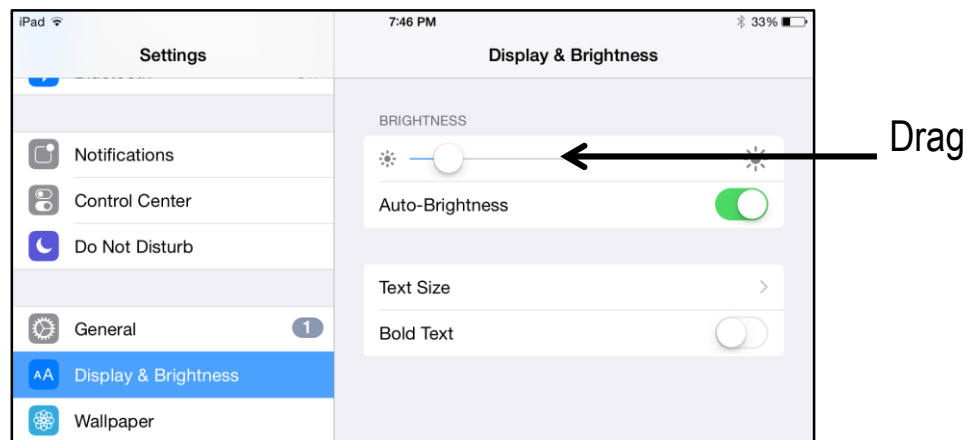 iPad 7:46 PM 33%
Settings
Display & Brightness
BRIGHTNESS
Drag
Notifications
Control Center
Auto-Brightness
Do Not Disturb
Text Size
General 1
Bold Text
Display & Brightness
Wallpaper